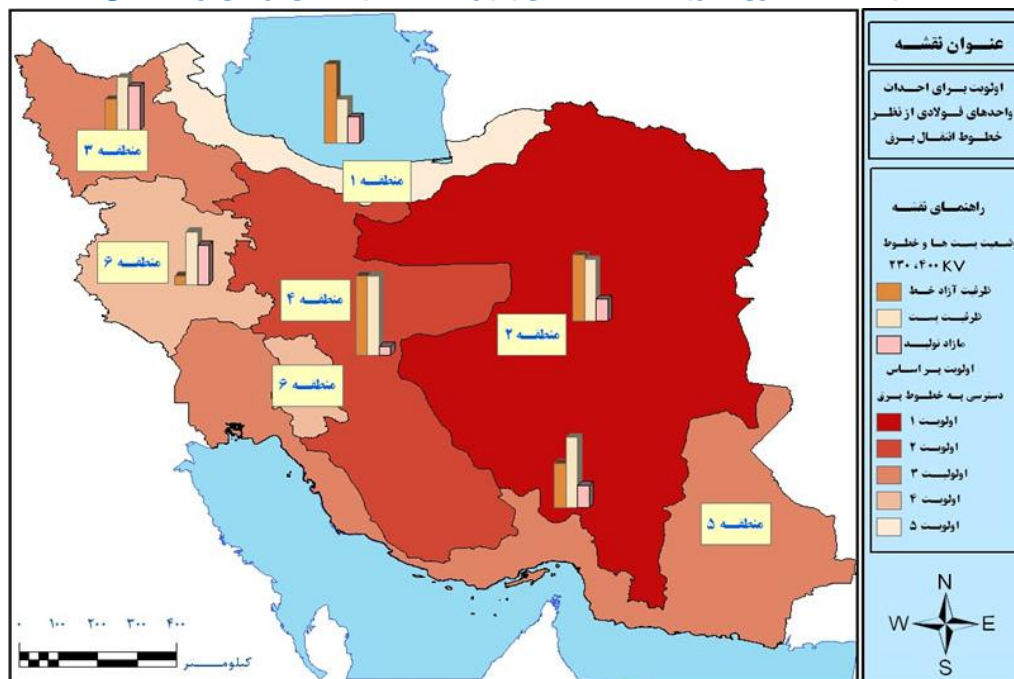 عنوان نقشه
اولویت برای احداث
واحدهای فولادی از نظر
خطوط انتقال برق
راهنمای نقشه
وضعیت پست ها و خطوط
۲۳۰،۴۰۰ KV
ظرفیت آزاد خط
ظرفیت پست
مازاد تولید
اولویت بر اساس
دسترسی به خطوط برق
اولویت ۱
اولویت ۲
اولولیت ۳
اولویت ۴
اولویت ۵
N
W E
S
منطقه ۳
منطقه ۱
منطقه ۶
منطقه ۴
منطقه ۲
منطقه ۶
منطقه ۵
۰ ۱۰۰ ۲۰۰ ۳۰۰ ۴۰۰
کیلومتر